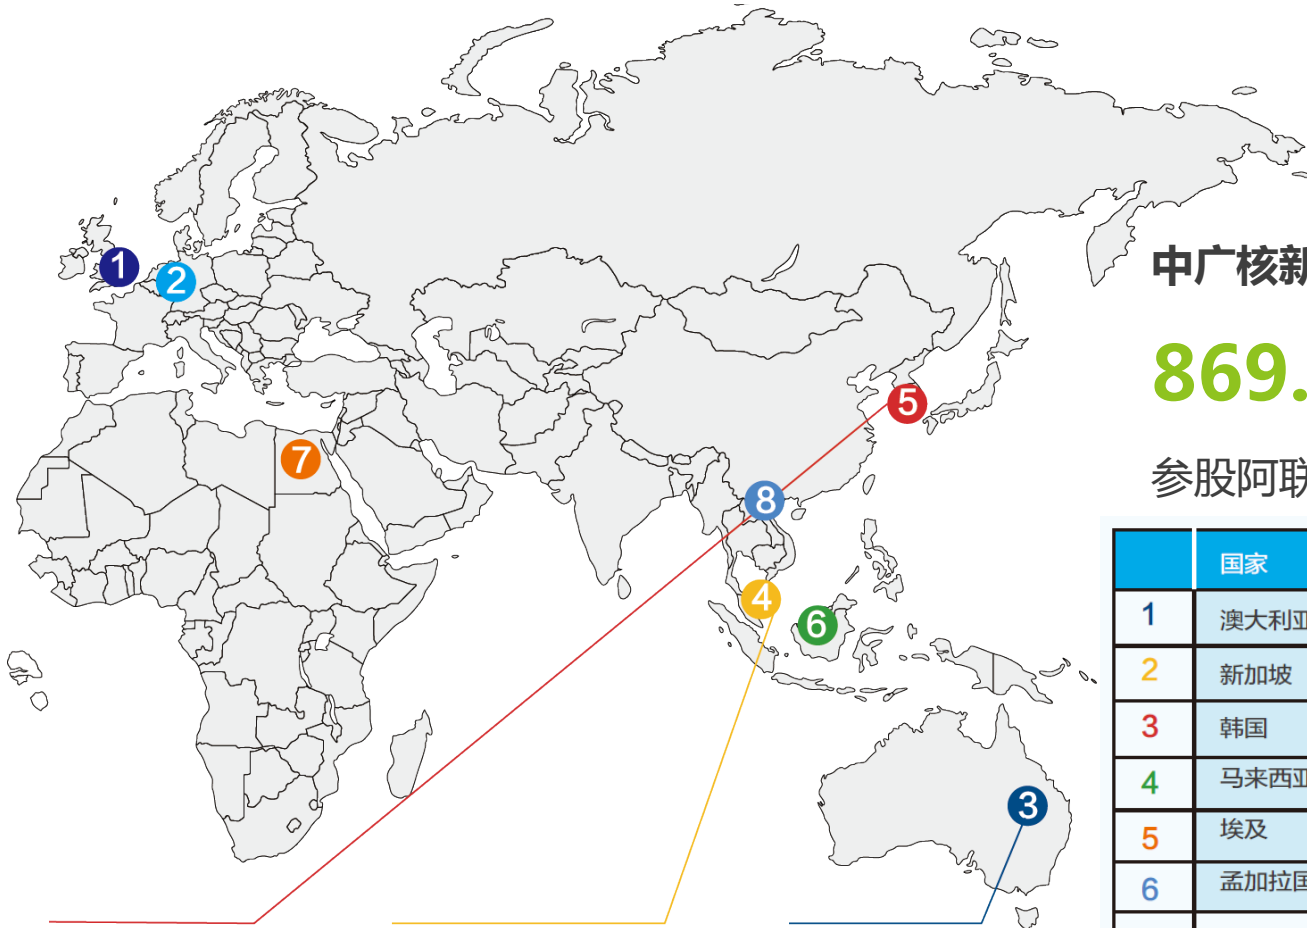 1
2
3
4
5
6
7
8
中广核新
869.
参股阿联
国家
1 澳大利亚
2 新加坡
3 韩国
4 马来西亚
5 埃及
6 孟加拉国